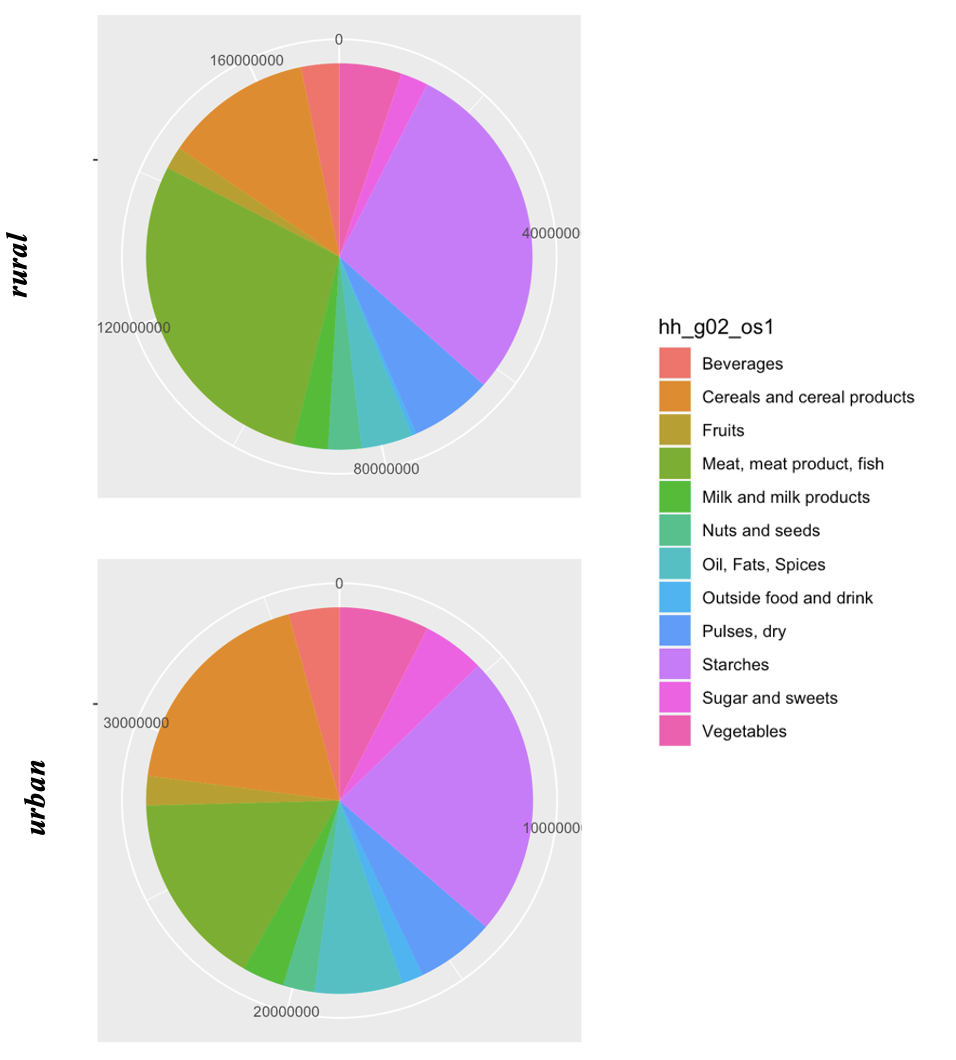 0
160000000
-
rural
4000000
120000000
80000000
hh_g02_os1
Beverages
Cereals and cereal products
Fruits
Meat, meat product, fish
Milk and milk products
Nuts and seeds
Oil, Fats, Spices
Outside food and drink
Pulses, dry
Starches
Sugar and sweets
Vegetables
0
-
30000000
urban
1000000
20000000